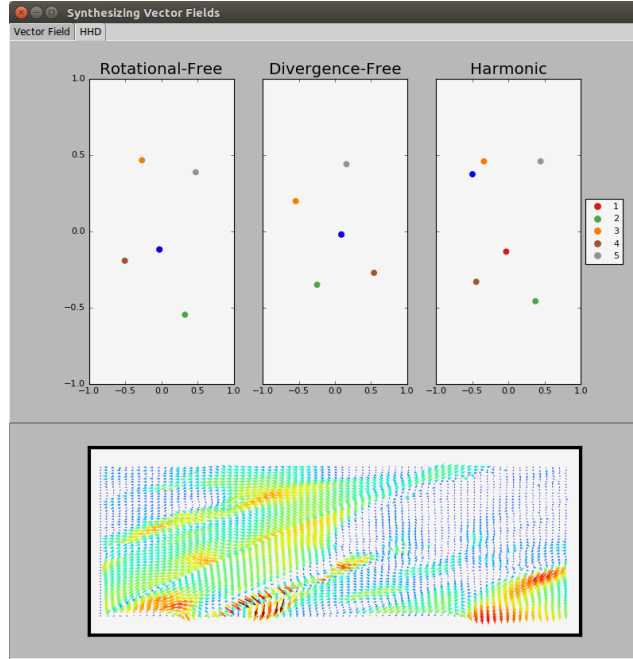 Synthesizing Vector Fields
Vector Field HHD
Rotational-Free Divergence-Free Harmonic
1.0
0.5
0.0
−0.5
−1.0
−1.0 −0.5 0.0 0.5 1.0 −1.0 −0.5 0.0 0.5 1.0 −1.0 −0.5 0.0 0.5 1.0
1
2
3
4
5